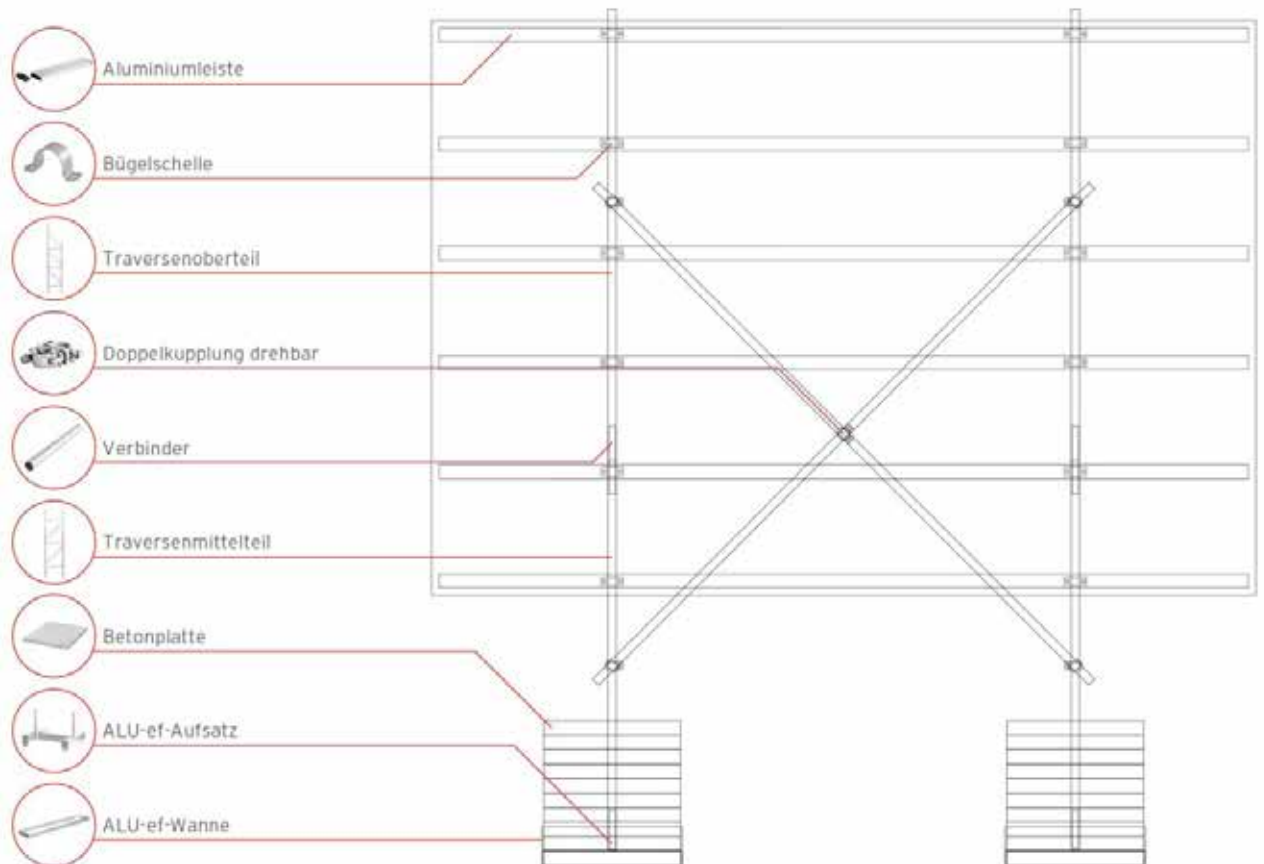 Aluminiumleiste
Bügelschelle
Traversenoberteil
Doppelkupplung drehbar
Verbinder
Traversenmittelteil
Betonplatte
ALU-ef-Aufsatz
ALU-ef-Wanne